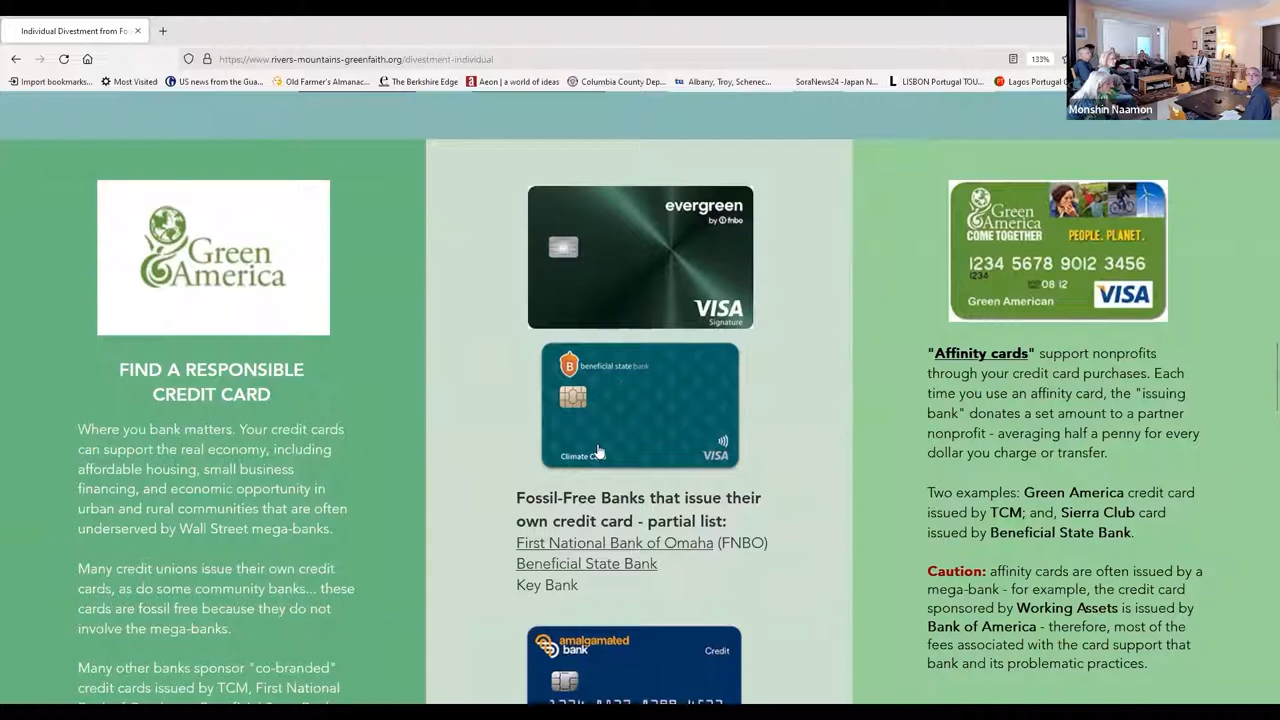 Individual Divestment from Fo
https://www.rivers-mountains-greenfaith.org/divestment-individual
133%
Import bookmarks...
Most Visited
US news from the Gua...
Old Farmer's Almanac...
The Berkshire Edge
Aeon | a world of ideas
Columbia County Dep...
Albany, Troy, Schenec...
SoraNews24 -Japan N...
LISBON Portugal TOU...
Lagos Portugal G
Monshin Naamon
Green
America
FIND A RESPONSIBLE
CREDIT CARD
Where you bank matters. Your credit cards
can support the real economy, including
affordable housing, small business
financing, and economic opportunity in
urban and rural communities that are often
underserved by Wall Street mega-banks.
Many credit unions issue their own credit
cards, as do some community banks... these
cards are fossil free because they do not
involve the mega-banks.
Many other banks sponsor "co-branded"
credit cards issued by TCM, First National
evergreen
by fnbo
VISA
Signature
beneficial state bank
Climate
VISA
Fossil-Free Banks that issue their
own credit card - partial list:
First National Bank of Omaha (FNBO)
Beneficial State Bank
Key Bank
amalgamated
bank
Credit
Green
America
COME TOGETHER
PEOPLE. PLANET.
1234 5678 9012 3456
1234
08 12
Green American
VISA
"Affinity cards" support nonprofits
through your credit card purchases. Each
time you use an affinity card, the "issuing
bank" donates a set amount to a partner
nonprofit - averaging half a penny for every
dollar you charge or transfer.
Two examples: Green America credit card
issued by TCM; and, Sierra Club card
issued by Beneficial State Bank.
Caution: affinity cards are often issued by a
mega-bank - for example, the credit card
sponsored by Working Assets is issued by
Bank of America - therefore, most of the
fees associated with the card support that
bank and its problematic practices.